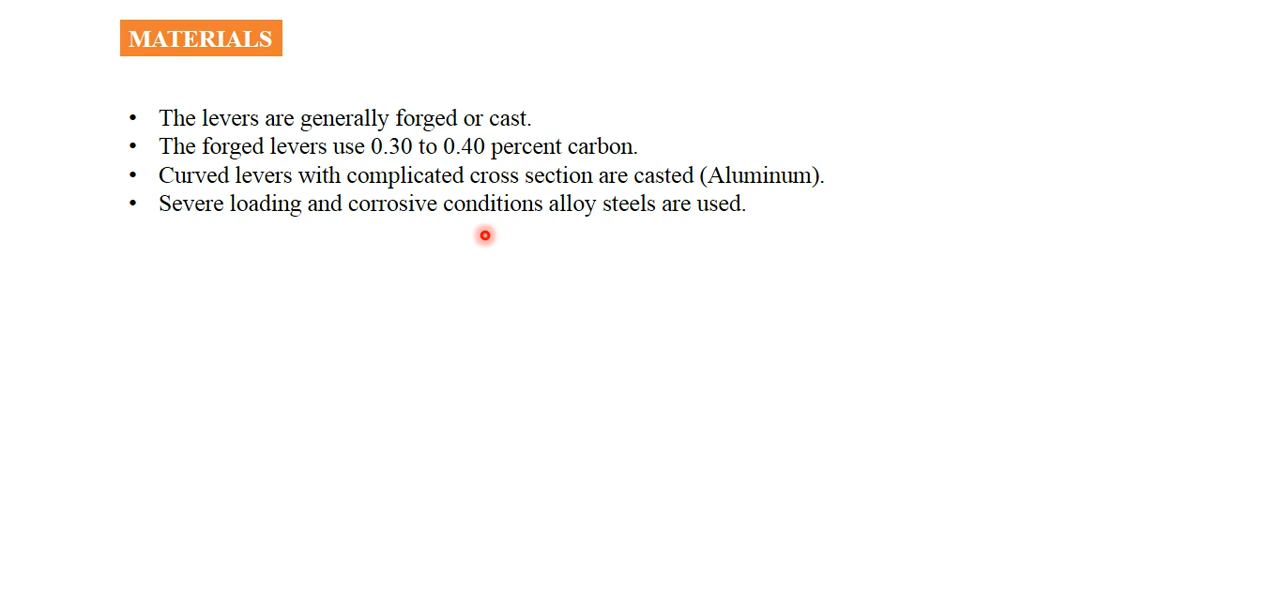 MATERIALS
• The levers are generally forged or cast.
• The forged levers use 0.30 to 0.40 percent carbon.
• Curved levers with complicated cross section are casted (Aluminum).
• Severe loading and corrosive conditions alloy steels are used.